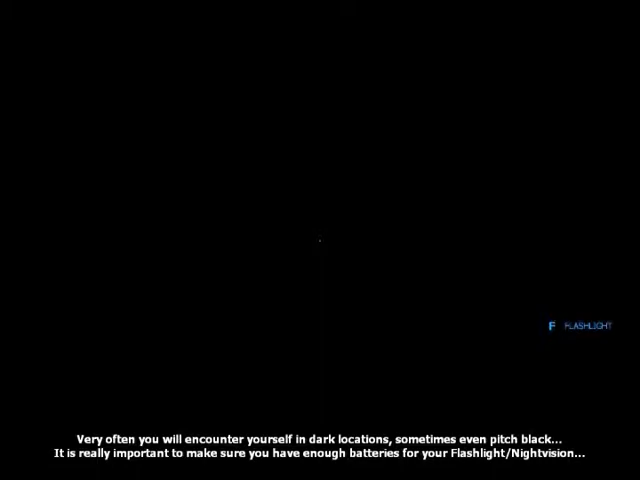 F FLASHLIGHT
Very often you will encounter yourself in dark locations, sometimes even pitch black...
It is really important to make sure you have enough batteries for your Flashlight/Nightvision...